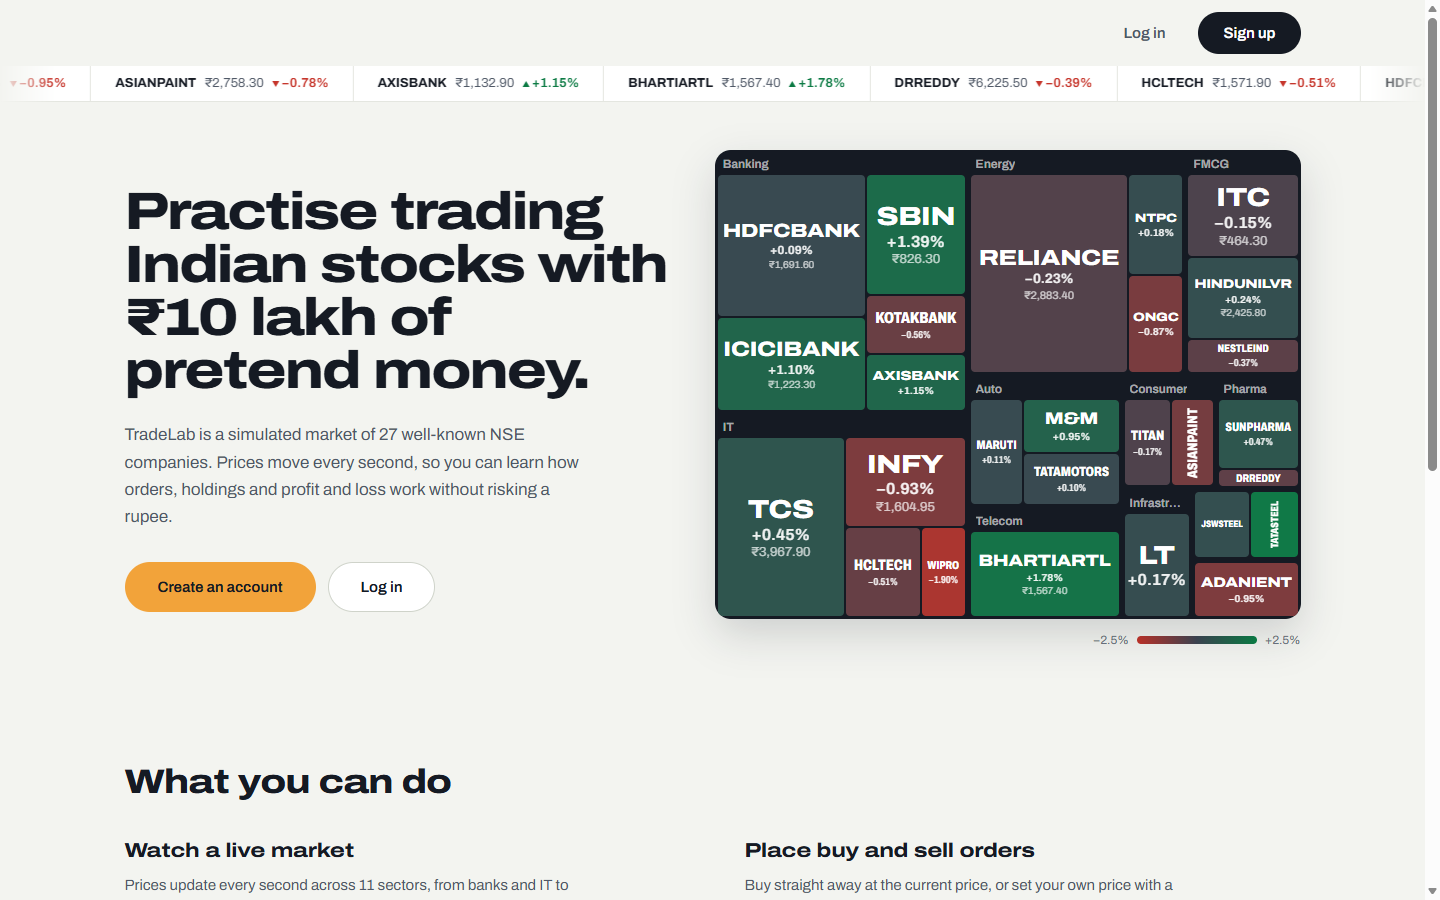 Log in
Sign up
▼−0.95%
ASIANPAINT ₹2,758.30 ▼−0.78%
AXISBANK ₹1,132.90 ▲+1.15%
BHARTIARTL ₹1,567.40 ▲+1.78%
DRREDDY ₹6,225.50 ▼−0.39%
HCLTECH ₹1,571.90 ▼−0.51%
HDFC
Practise trading
Indian stocks with
₹10 lakh of
pretend money.
TradeLab is a simulated market of 27 well-known NSE
companies. Prices move every second, so you can learn how
orders, holdings and profit and loss work without risking a
rupee.
Create an account
Log in
Banking
HDFCBANK
+0.09%
₹1,691.60
SBIN
+1.39%
₹826.30
KOTAKBANK
−0.56%
ICICIBANK
+1.10%
₹1,223.30
AXISBANK
+1.15%
IT
TCS
+0.45%
₹3,967.90
INFY
−0.93%
₹1,604.95
HCLTECH
−0.51%
WIPRO
−1.90%
Energy
RELIANCE
−0.23%
₹2,883.40
NTPC
+0.18%
ONGC
−0.87%
FMCG
ITC
−0.15%
₹464.30
HINDUNILVR
+0.24%
₹2,425.80
NESTLEIND
−0.37%
Auto
MARUTI
+0.11%
M&M
+0.95%
TATAMOTORS
+0.10%
Telecom
BHARTIARTL
+1.78%
₹1,567.40
Consumer
TITAN
−0.17%
ASIANPAINT
Pharma
SUNPHARMA
+0.47%
DRREDDY
Infrastr...
LT
+0.17%
JSWSTEEL
TATASTEEL
ADANIENT
−0.95%
−2.5%
+2.5%
What you can do
Watch a live market
Prices update every second across 11 sectors, from banks and IT to
Place buy and sell orders
Buy straight away at the current price, or set your own price with a